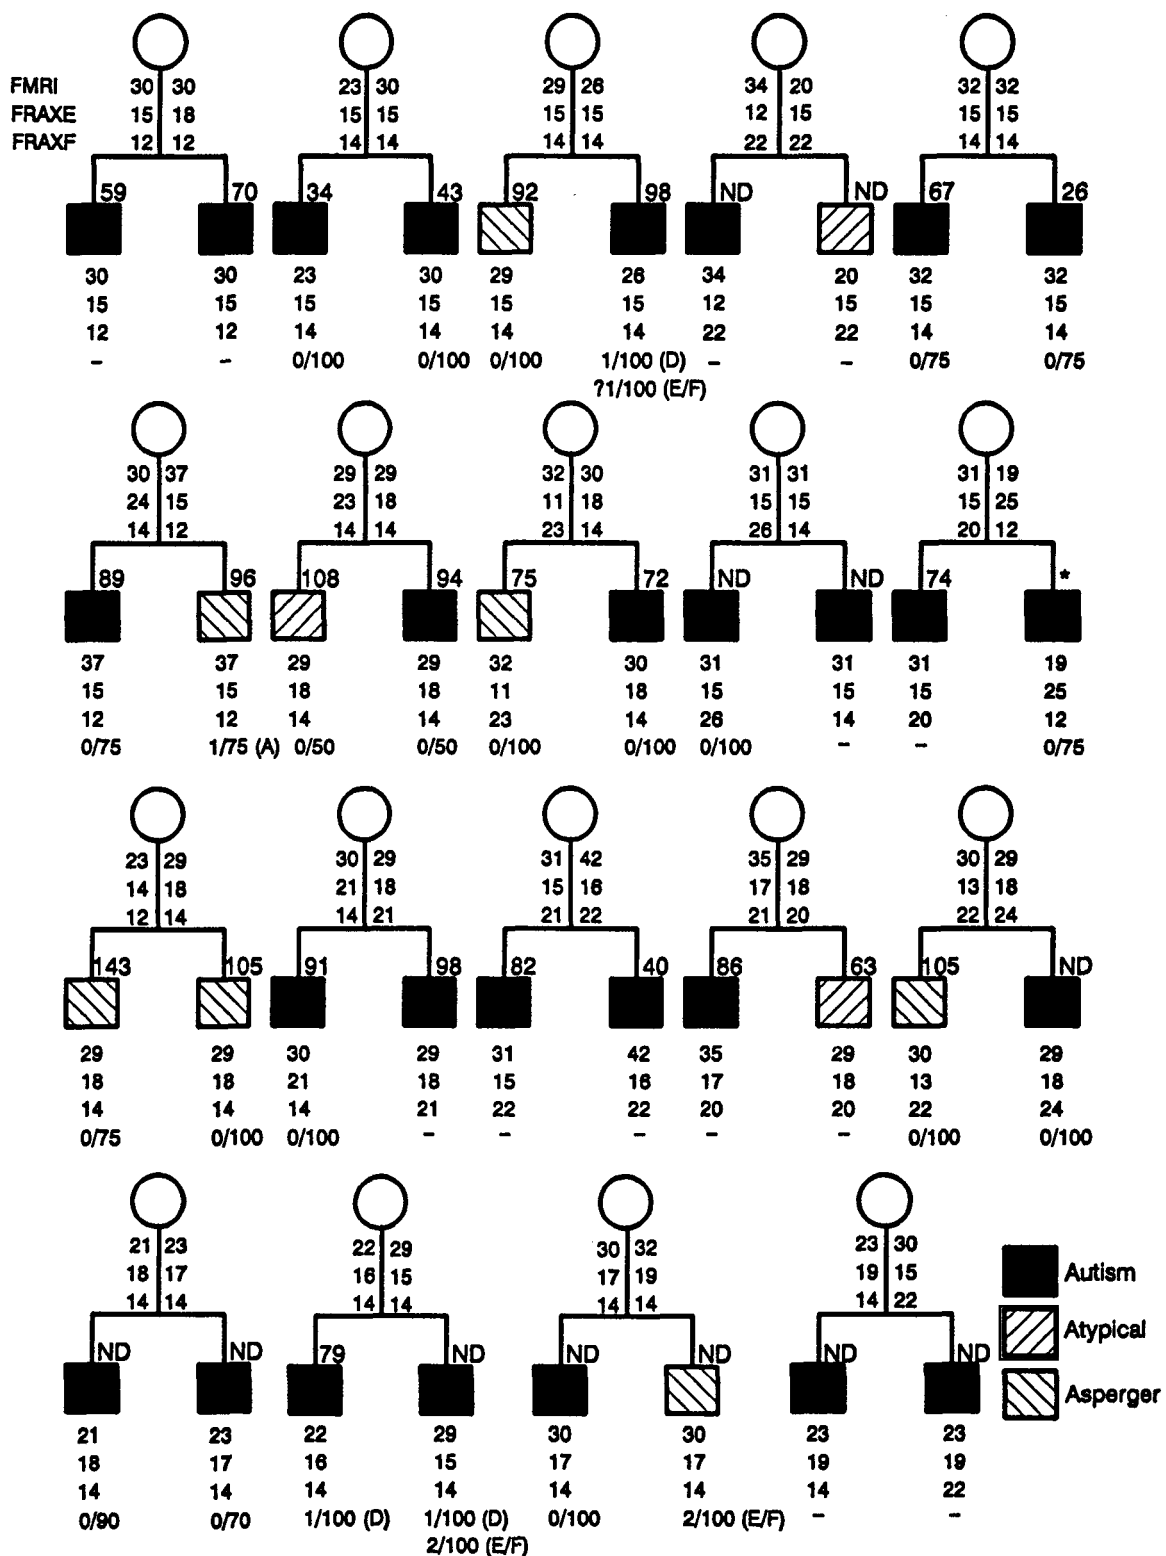 FMRI 30 30 23 30 29 26 34 20 32 32
FRAXE 15 18 15 15 15 15 12 15 15 15
FRAXF 12 12 14 14 14 14 22 22 14 14
59 70 34 43 92 98 ND ND 67 26
30 30 23 30 29 26 34 20 32 32
15 15 15 15 15 15 12 15 15 15
12 12 14 14 14 14 22 22 14 14
– – 0/100 0/100 0/100 1/100 (D) – – 0/75 0/75
?1/100 (E/F)
30 37 29 29 32 30 31 31 31 19
24 15 23 18 11 18 15 15 15 25
14 12 14 14 23 14 26 14 20 12
89 96 108 94 75 72 ND ND 74 *
37 37 29 29 32 30 31 31 31 19
15 15 18 18 11 18 15 15 15 25
12 12 14 14 23 14 26 14 20 12
0/75 1/75 (A) 0/50 0/50 0/100 0/100 0/100 – – 0/75
23 29 30 29 31 42 35 29 30 29
14 18 21 18 15 16 17 18 13 18
12 14 14 21 21 22 21 20 22 24
143 105 91 98 82 40 86 63 105 ND
29 29 30 29 31 42 35 29 30 29
18 18 21 18 15 16 17 18 13 18
14 14 14 21 22 22 20 20 22 24
0/75 0/100 0/100 – – – – – 0/100 0/100
21 23 22 29 30 32 23 30
18 17 16 15 17 19 19 15
14 14 14 14 14 14 14 22
Autism
Atypical
Asperger
ND ND 79 ND ND ND ND ND
21 23 22 29 30 30 23 23
18 17 16 15 17 17 19 19
14 14 14 14 14 14 14 22
0/90 0/70 1/100 (D) 1/100 (D) 0/100 2/100 (E/F) – –
2/100 (E/F)